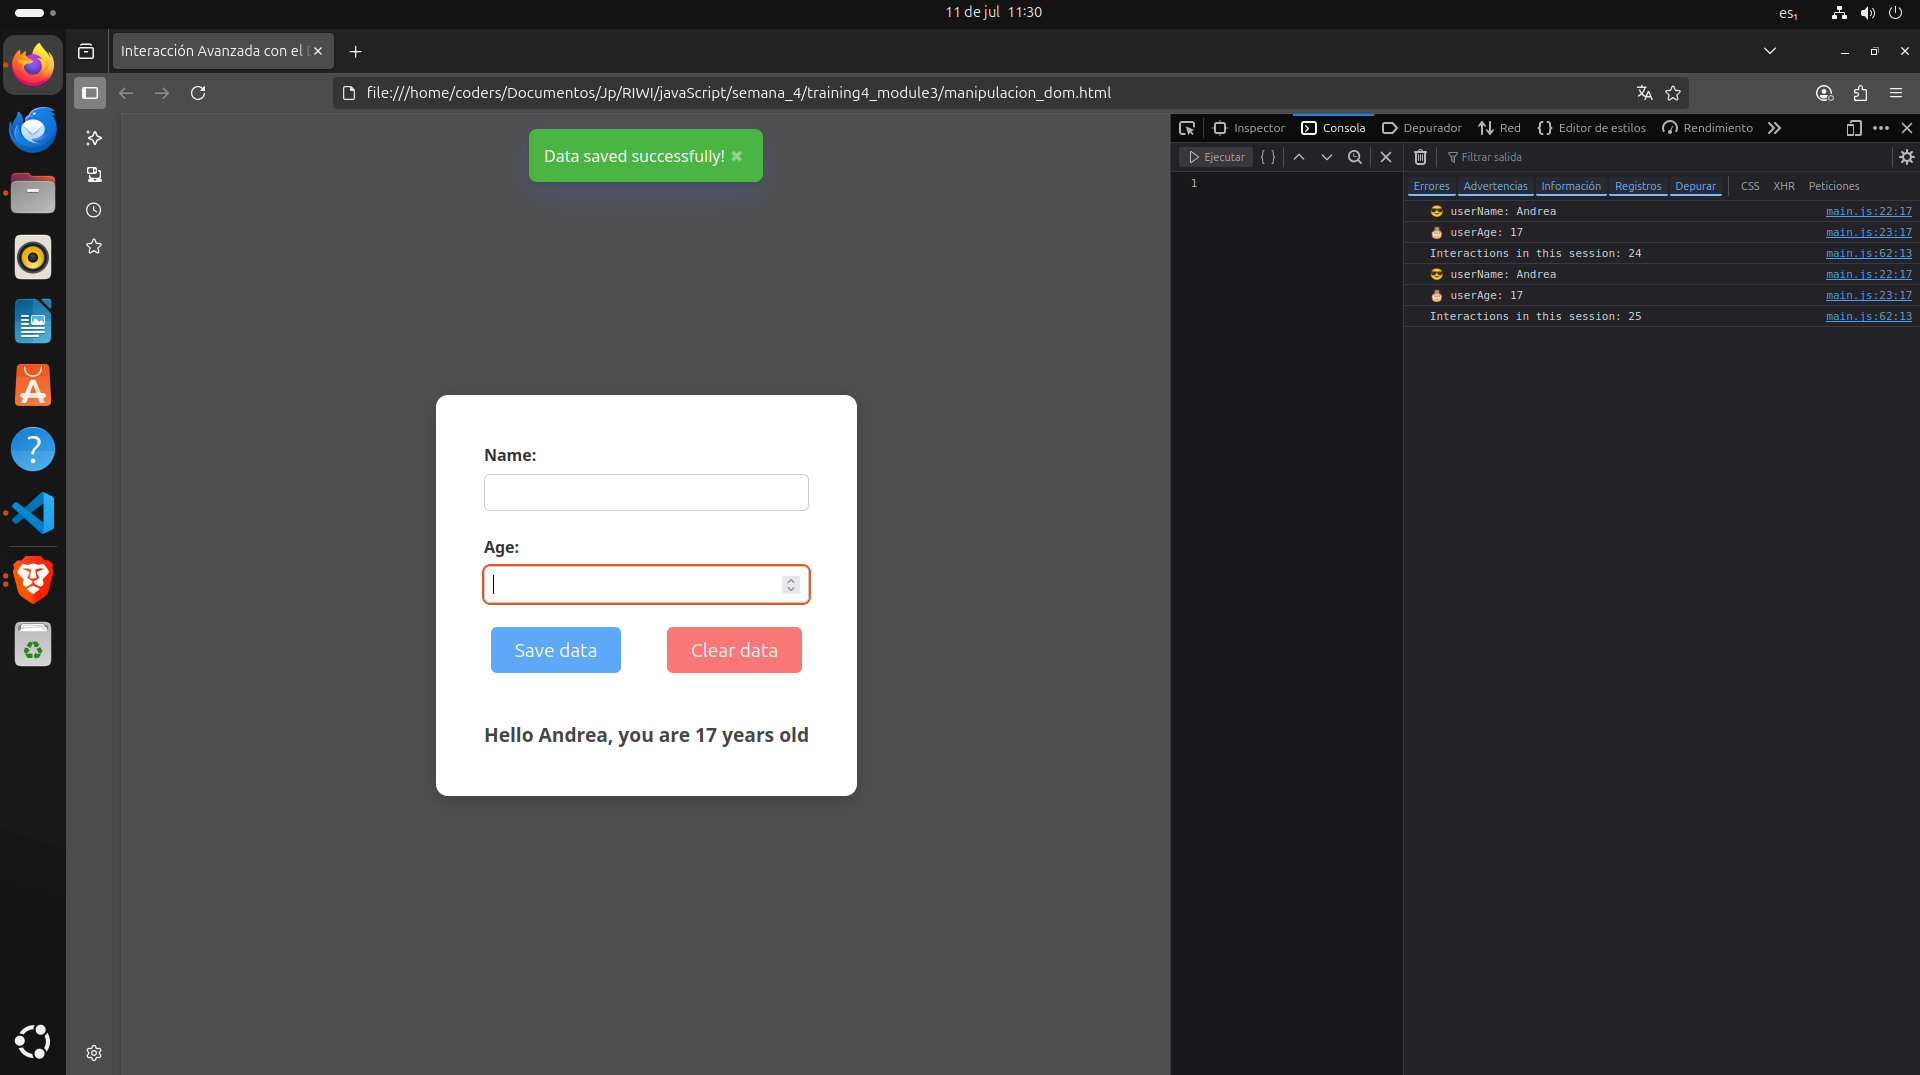 11 de jul 11:30
es₁
Interacción Avanzada con el
file:///home/coders/Documentos/Jp/RIWI/javaScript/semana_4/training4_module3/manipulacion_dom.html
Data saved successfully! ✖
Name:
Age:
Save data
Clear data
Hello Andrea, you are 17 years old
Inspector
Consola
Depurador
Red
Editor de estilos
Rendimiento
Ejecutar
Filtrar salida
1
Errores
Advertencias
Información
Registros
Depurar
CSS
XHR
Peticiones
😎 userName: Andrea main.js:22:17
🎂 userAge: 17 main.js:23:17
Interactions in this session: 24 main.js:62:13
😎 userName: Andrea main.js:22:17
🎂 userAge: 17 main.js:23:17
Interactions in this session: 25 main.js:62:13